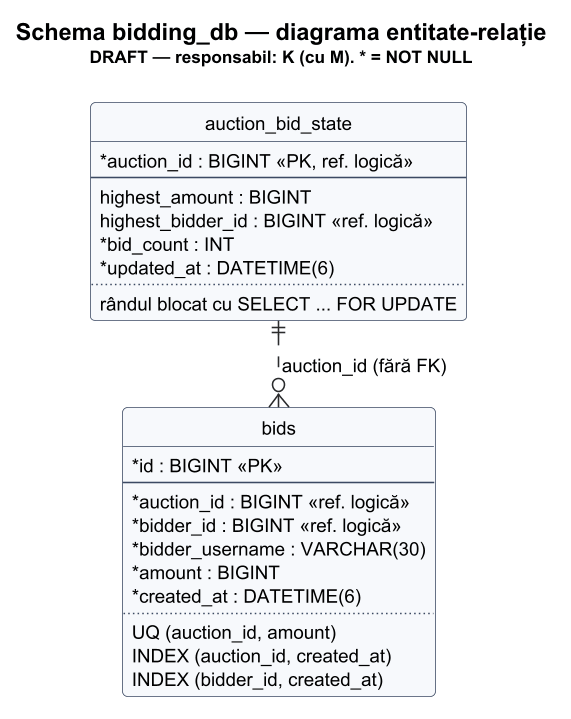 Schema bidding_db — diagrama entitate-relație
DRAFT — responsabil: K (cu M). * = NOT NULL
auction_bid_state
*auction_id : BIGINT «PK, ref. logică»
highest_amount : BIGINT
highest_bidder_id : BIGINT «ref. logică»
*bid_count : INT
*updated_at : DATETIME(6)
rândul blocat cu SELECT ... FOR UPDATE
auction_id (fără FK)
bids
*id : BIGINT «PK»
*auction_id : BIGINT «ref. logică»
*bidder_id : BIGINT «ref. logică»
*bidder_username : VARCHAR(30)
*amount : BIGINT
*created_at : DATETIME(6)
UQ (auction_id, amount)
INDEX (auction_id, created_at)
INDEX (bidder_id, created_at)